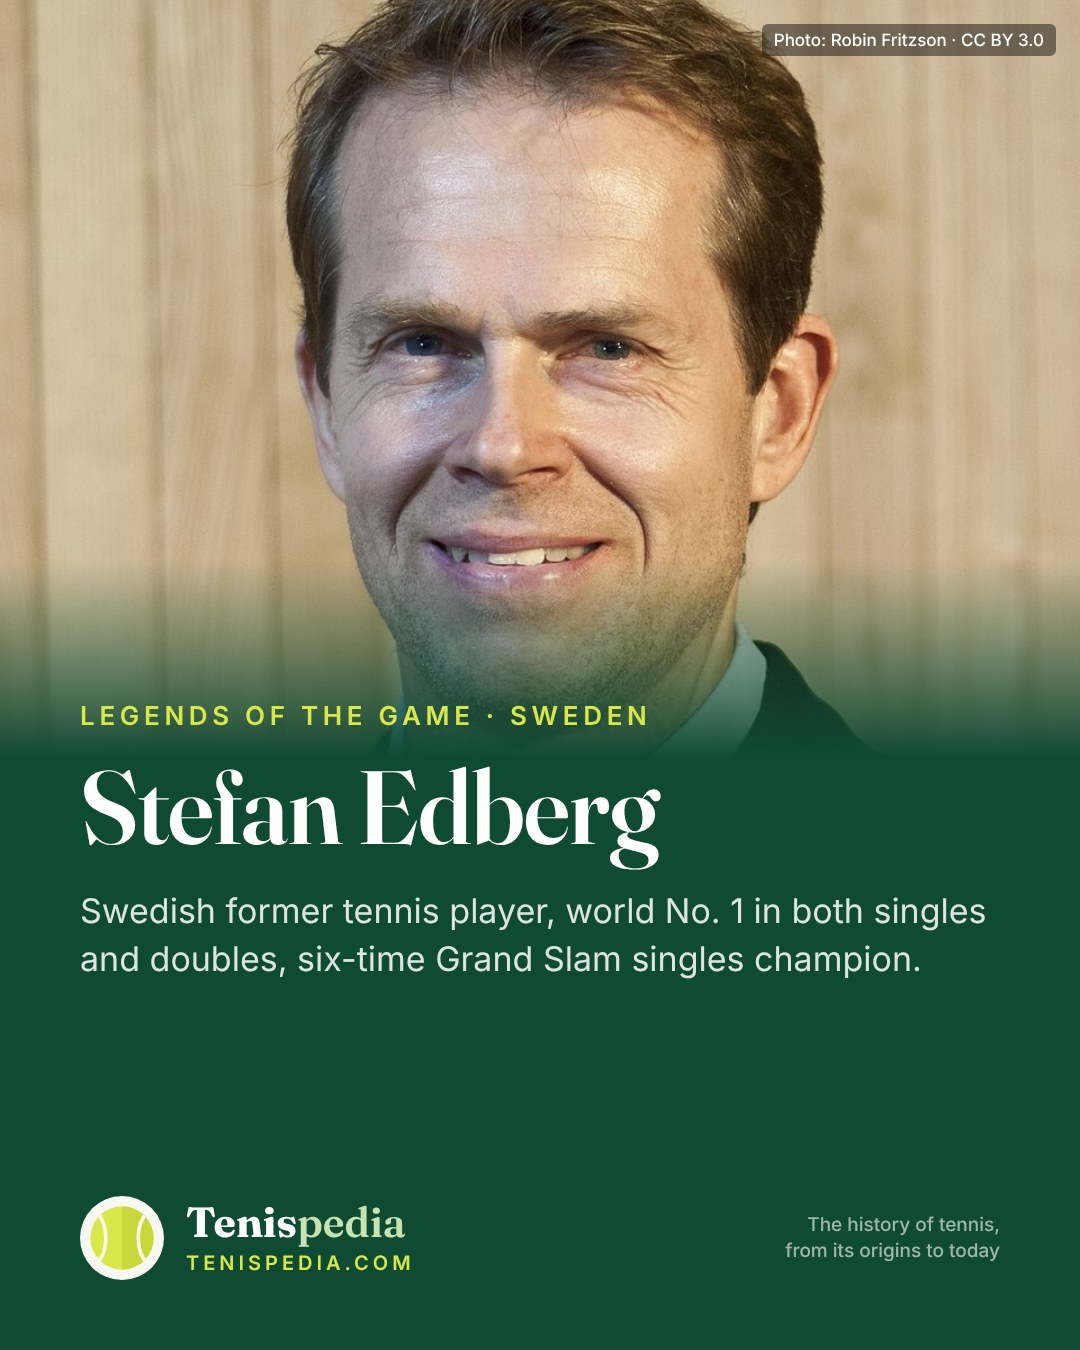 Photo: Robin Fritzson · CC BY 3.0
LEGENDS OF THE GAME · SWEDEN
Stefan Edberg
Swedish former tennis player, world No. 1 in both singles
and doubles, six-time Grand Slam singles champion.
Tenispedia
TENISPEDIA.COM
The history of tennis,
from its origins to today